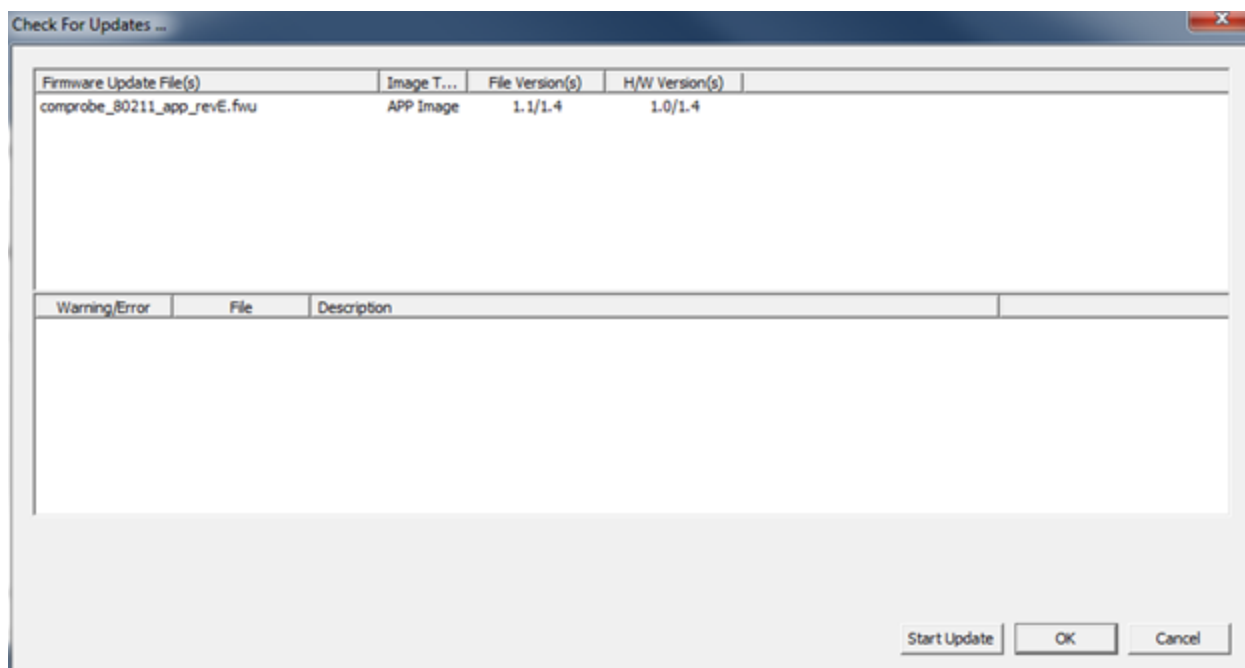 Check For Updates ...
Firmware Update File(s) Image T... File Version(s) H/W Version(s)
comprobe_80211_app_revE.fwu APP Image 1.1/1.4 1.0/1.4
Warning/Error File Description
Start Update OK Cancel